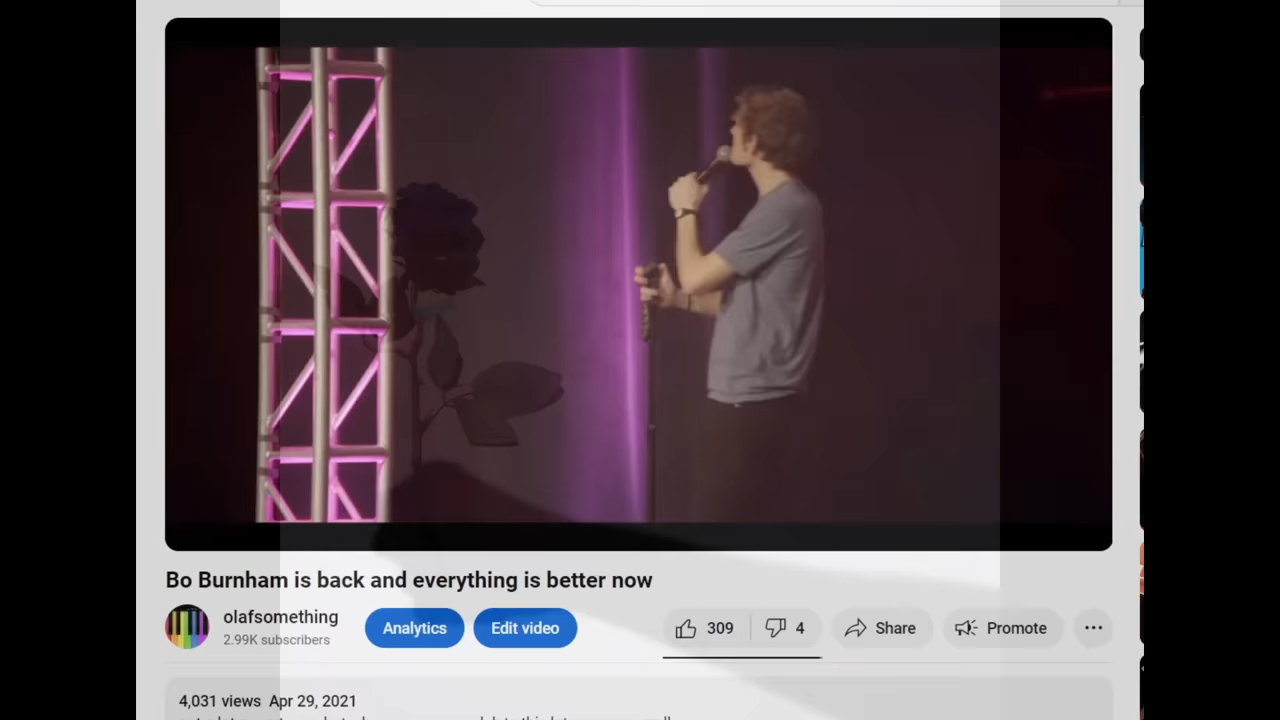 Bo Burnham is back and everything is better now
olafsomething
2.99K subscribers
Analytics
Edit video
309
4
Share
Promote
4,031 views Apr 29, 2021